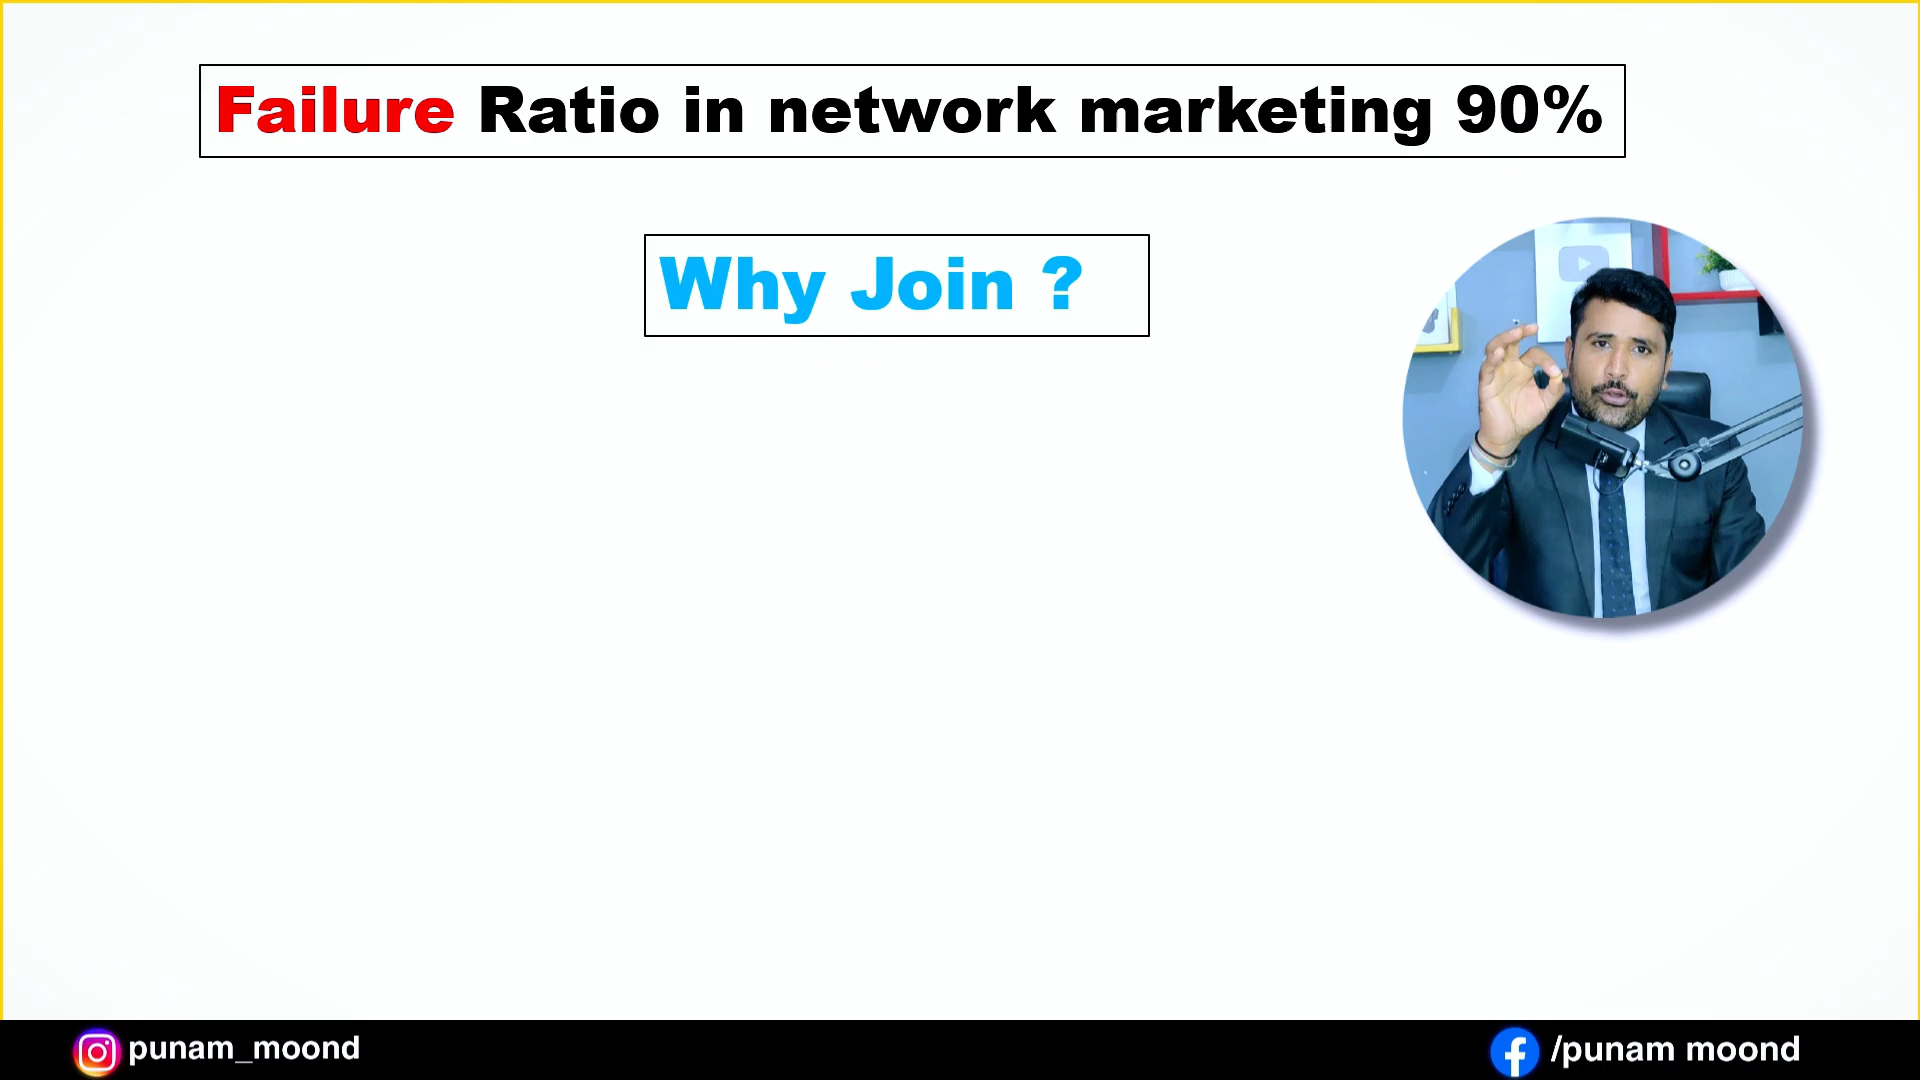 Failure Ratio in network marketing 90%
Why Join ?
punam_moond
/punam moond